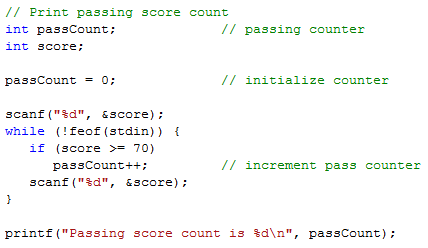 // Print passing score count
int passCount;              // passing counter
int score;

passCount = 0;              // initialize counter

scanf("%d", &score);
while (!feof(stdin)) {
   if (score >= 70)
      passCount++;          // increment pass counter
   scanf("%d", &score);
}

printf("Passing score count is %d\n", passCount);